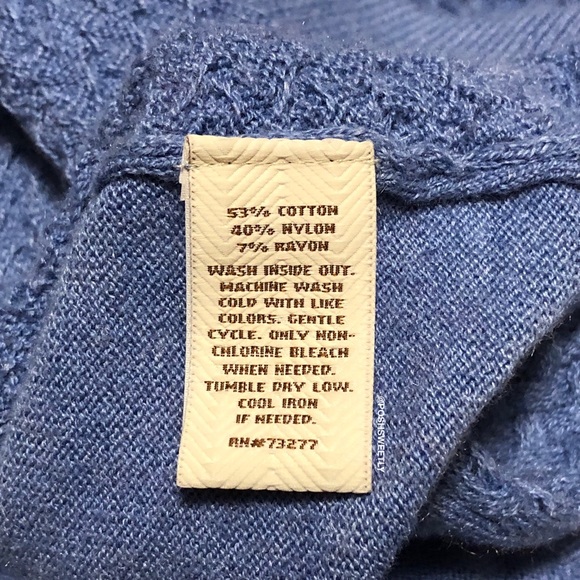 53% COTTON
40% NYLON
7% RAYON
WASH INSIDE OUT.
MACHINE WASH
COLD WITH LIKE
COLORS. GENTLE
CYCLE. ONLY NON-
CHLORINE BLEACH
WHEN NEEDED.
TUMBLE DRY LOW.
COOL IRON
IF NEEDED.
RN#73277
@POSHSWEETLY